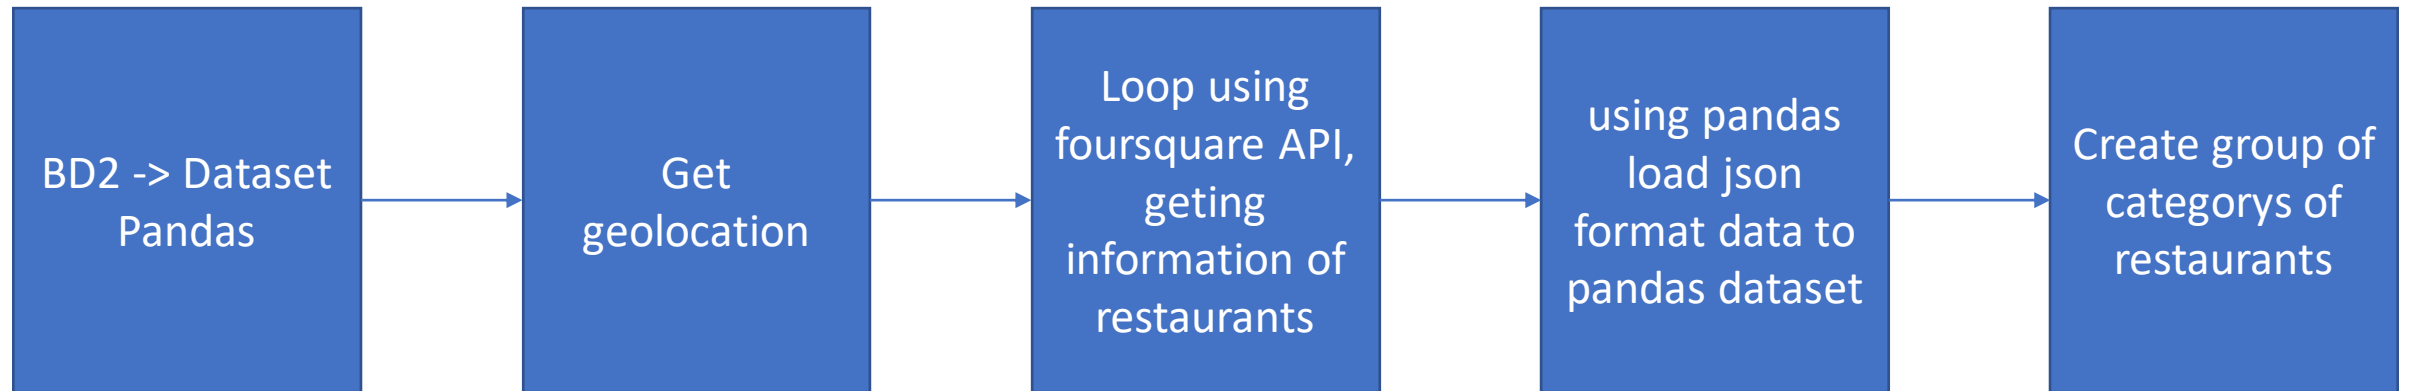 BD2 -> Dataset
Pandas
Get
geolocation
Loop using
foursquare API,
geting
information of
restaurants
using pandas
load json
format data to
pandas dataset
Create group of
categorys of
restaurants